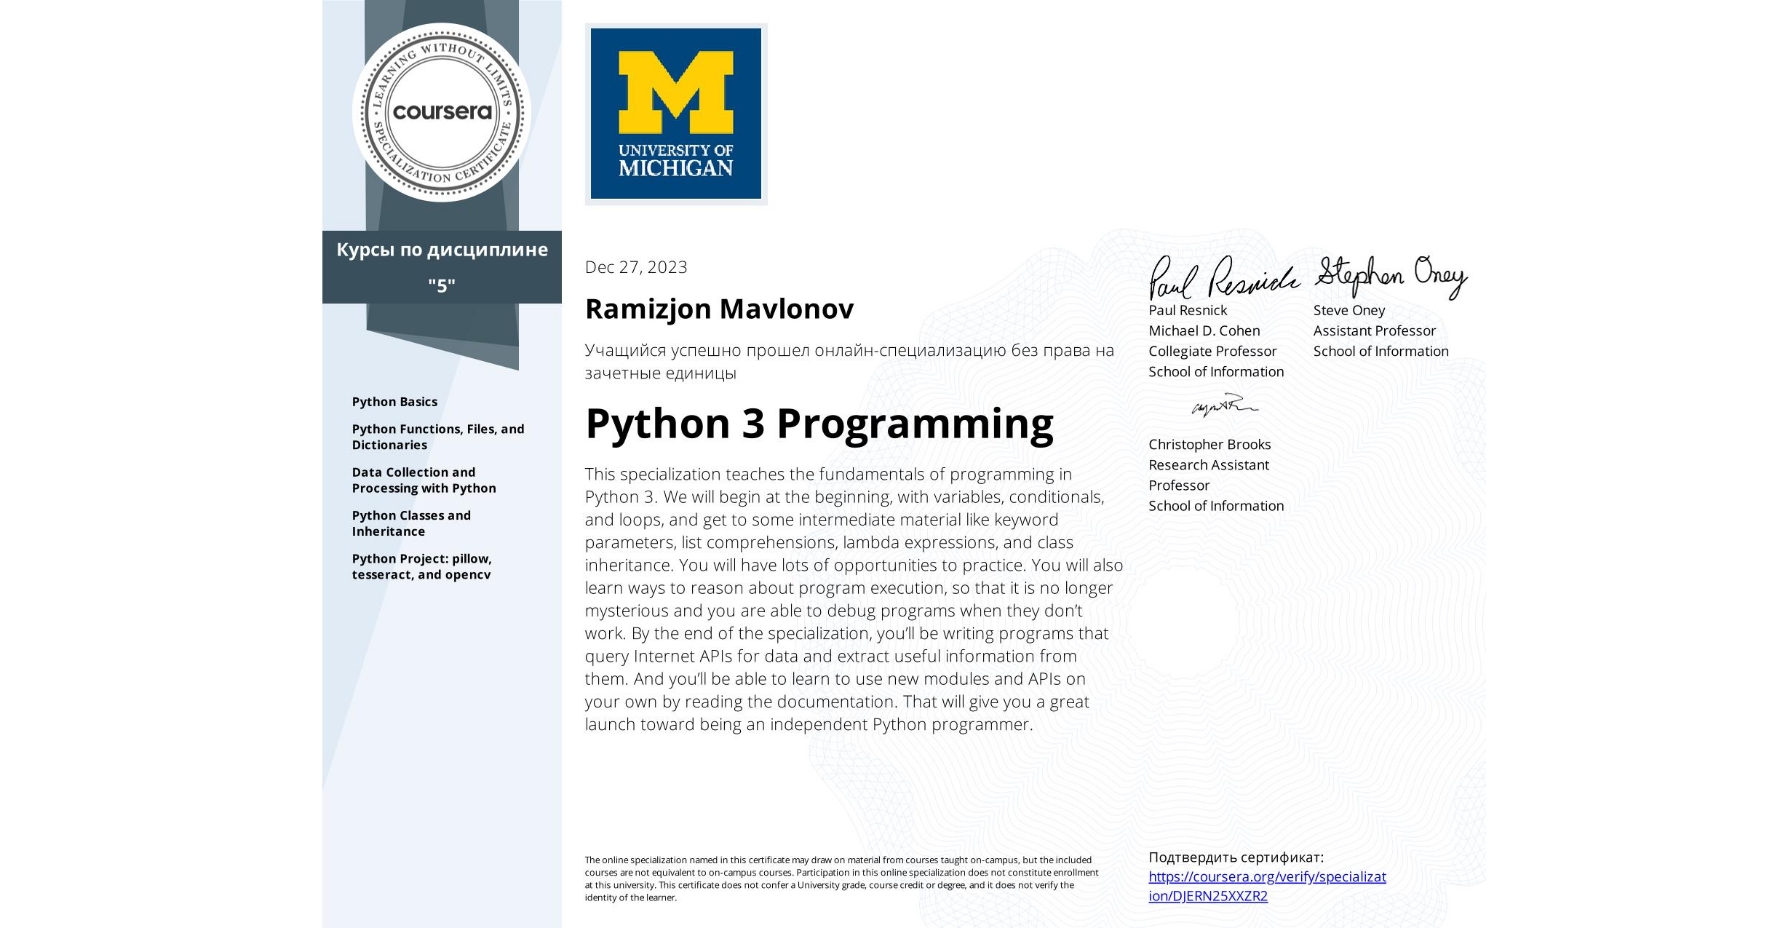 LEARNING WITHOUT LIMITS
coursera
SPECIALIZATION CERTIFICATE
Курсы по дисциплине
"5"
Python Basics
Python Functions, Files, and
Dictionaries
Data Collection and
Processing with Python
Python Classes and
Inheritance
Python Project: pillow,
tesseract, and opencv
M
UNIVERSITY OF
MICHIGAN
Dec 27, 2023
Ramizjon Mavlonov
Учащийся успешно прошел онлайн-специализацию без права на
зачетные единицы
Python 3 Programming
This specialization teaches the fundamentals of programming in
Python 3. We will begin at the beginning, with variables, conditionals,
and loops, and get to some intermediate material like keyword
parameters, list comprehensions, lambda expressions, and class
inheritance. You will have lots of opportunities to practice. You will also
learn ways to reason about program execution, so that it is no longer
mysterious and you are able to debug programs when they don’t
work. By the end of the specialization, you’ll be writing programs that
query Internet APIs for data and extract useful information from
them. And you’ll be able to learn to use new modules and APIs on
your own by reading the documentation. That will give you a great
launch toward being an independent Python programmer.
Paul Resnick
Paul Resnick
Michael D. Cohen
Collegiate Professor
School of Information
Stephen Oney
Steve Oney
Assistant Professor
School of Information
Christopher Brooks
Research Assistant
Professor
School of Information
The online specialization named in this certificate may draw on material from courses taught on-campus, but the included
courses are not equivalent to on-campus courses. Participation in this online specialization does not constitute enrollment
at this university. This certificate does not confer a University grade, course credit or degree, and it does not verify the
identity of the learner.
Подтвердить сертификат:
https://coursera.org/verify/specializat
ion/DJERN25XXZR2